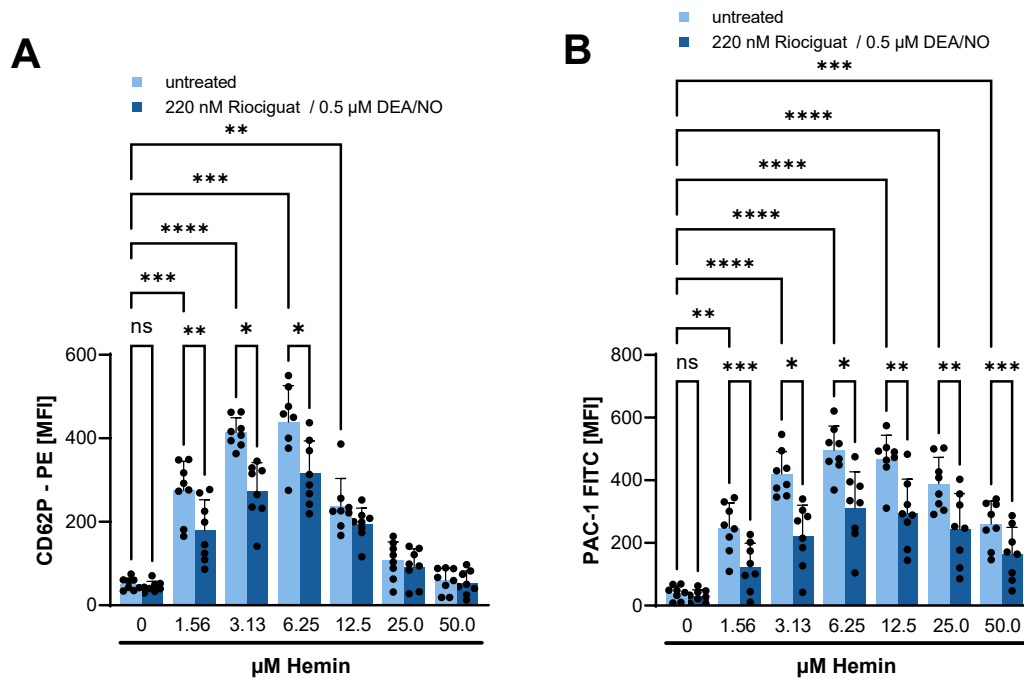 A
untreated
220 nM Riociguat / 0.5 µM DEA/NO
**
***
****
***
ns
**
*
*
CD62P - PE [MFI]
600
400
200
0
0 1.56 3.13 6.25 12.5 25.0 50.0
µM Hemin
B
untreated
220 nM Riociguat / 0.5 µM DEA/NO
***
****
****
****
****
**
ns
***
*
*
**
**
***
PAC-1 FITC [MFI]
800
600
400
200
0
0 1.56 3.13 6.25 12.5 25.0 50.0
µM Hemin